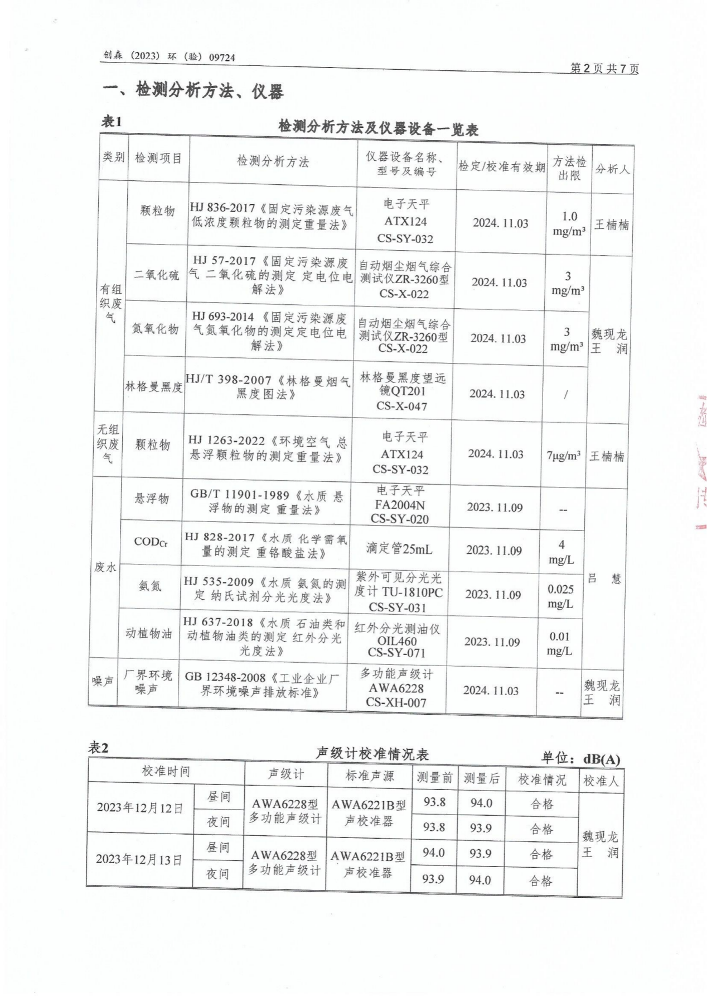 创森（2023）环（验）09724
第2页共7页
一、检测分析方法、仪器
表1
检测分析方法及仪器设备一览表
类别
检测项目
检测分析方法
仪器设备名称、
型号及编号
检定/校准有效期
方法检
出限
分析人
有组
织废
气
颗粒物
HJ 836-2017《固定污染源废气
低浓度颗粒物的测定重量法》
电子天平
ATX124
CS-SY-032
2024.11.03
1.0
mg/m³
王楠楠
二氧化硫
HJ 57-2017《固定污染源废
气 二氧化硫的测定 定电位电
解法》
自动烟尘烟气综合
测试仪ZR-3260型
CS-X-022
2024.11.03
3
mg/m³
魏现龙
王 润
氮氧化物
HJ 693-2014 《固定污染源废
气氮氧化物的测定定电位电
解法》
自动烟尘烟气综合
测试仪ZR-3260型
CS-X-022
2024.11.03
3
mg/m³
林格曼黑度
HJ/T 398-2007《林格曼烟气
黑度图法》
林格曼黑度望远
镜QT201
CS-X-047
2024.11.03
/
无组
织废
气
颗粒物
HJ 1263-2022《环境空气 总
悬浮颗粒物的测定重量法》
电子天平
ATX124
CS-SY-032
2024.11.03
7μg/m³
王楠楠
废水
悬浮物
GB/T 11901-1989《水质 悬
浮物的测定 重量法》
电子天平
FA2004N
CS-SY-020
2023.11.09
--
吕 慧
CODCr
HJ 828-2017《水质 化学需氧
量的测定 重铬酸盐法》
滴定管25mL
2023.11.09
4
mg/L
氨氮
HJ 535-2009《水质 氨氮的测
定 纳氏试剂分光光度法》
紫外可见分光光
度计 TU-1810PC
CS-SY-031
2023.11.09
0.025
mg/L
动植物油
HJ 637-2018《水质 石油类和
动植物油类的测定 红外分光
光度法》
红外分光测油仪
OIL460
CS-SY-071
2023.11.09
0.01
mg/L
噪声
厂界环境
噪声
GB 12348-2008《工业企业厂
界环境噪声排放标准》
多功能声级计
AWA6228
CS-XH-007
2024.11.03
--
魏现龙
王 润
表2
声级计校准情况表
单位：dB(A)
校准时间
声级计
标准声源
测量前
测量后
校准情况
校准人
2023年12月12日
昼间
AWA6228型
多功能声级计
AWA6221B型
声校准器
93.8
94.0
合格
魏现龙
王 润
夜间
93.8
93.9
合格
2023年12月13日
昼间
AWA6228型
多功能声级计
AWA6221B型
声校准器
94.0
93.9
合格
夜间
93.9
94.0
合格